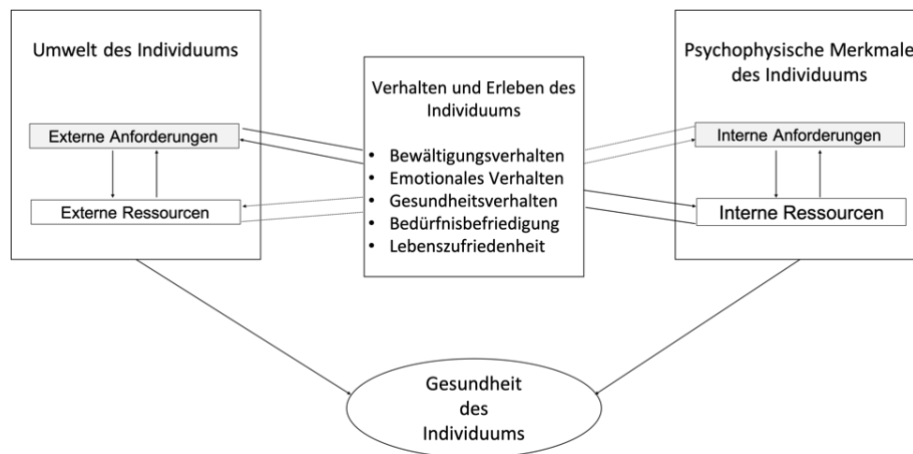 Umwelt des Individuums
Externe Anforderungen
Externe Ressourcen
Verhalten und Erleben des
Individuums
• Bewältigungsverhalten
• Emotionales Verhalten
• Gesundheitsverhalten
• Bedürfnisbefriedigung
• Lebenszufriedenheit
Psychophysische Merkmale
des Individuums
Interne Anforderungen
Interne Ressourcen
Gesundheit
des
Individuums